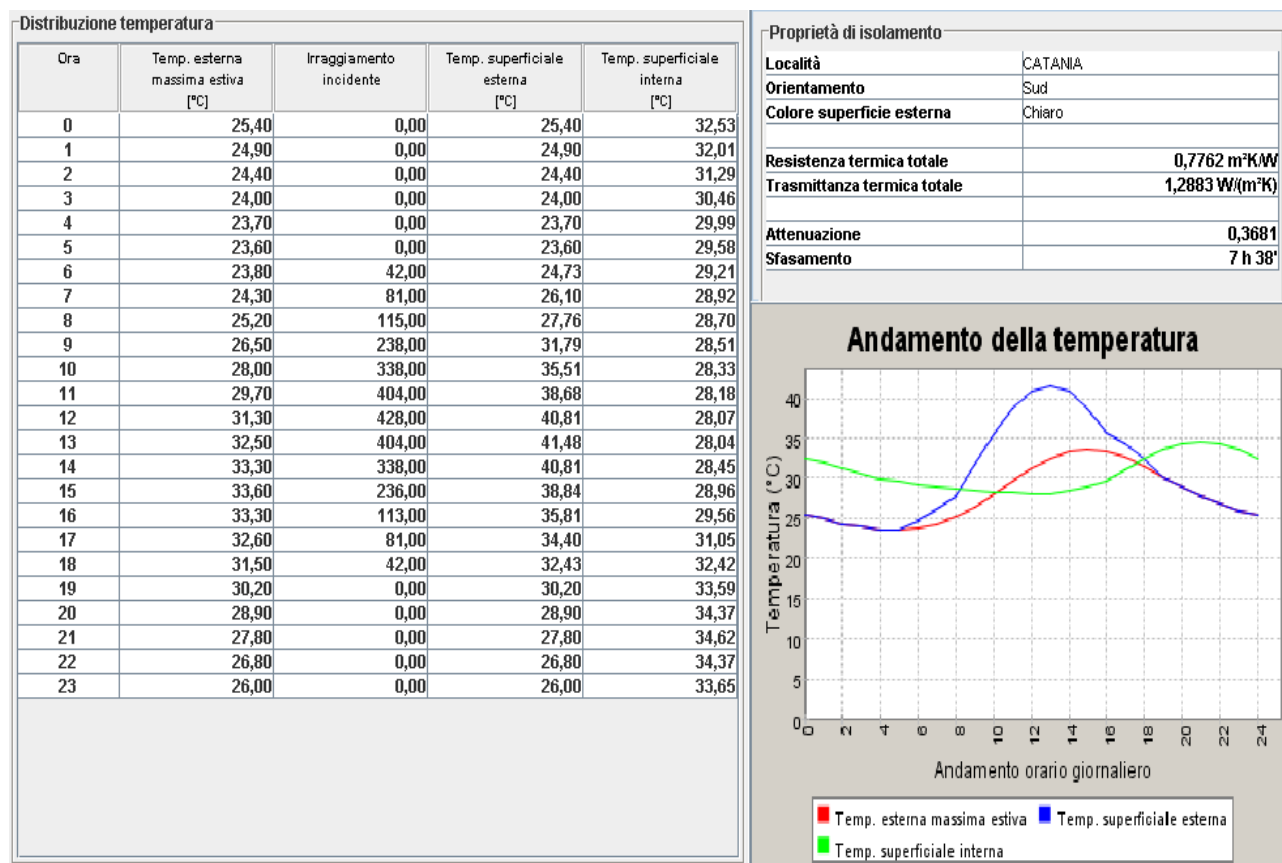 Distribuzione temperatura
Ora Temp. esterna massima estiva [°C] Irraggiamento incidente Temp. superficiale esterna [°C] Temp. superficiale interna [°C]
0 25,40 0,00 25,40 32,53
1 24,90 0,00 24,90 32,01
2 24,40 0,00 24,40 31,29
3 24,00 0,00 24,00 30,46
4 23,70 0,00 23,70 29,99
5 23,60 0,00 23,60 29,58
6 23,80 42,00 24,73 29,21
7 24,30 81,00 26,10 28,92
8 25,20 115,00 27,76 28,70
9 26,50 238,00 31,79 28,51
10 28,00 338,00 35,51 28,33
11 29,70 404,00 38,68 28,18
12 31,30 428,00 40,81 28,07
13 32,50 404,00 41,48 28,04
14 33,30 338,00 40,81 28,45
15 33,60 236,00 38,84 28,96
16 33,30 113,00 35,81 29,56
17 32,60 81,00 34,40 31,05
18 31,50 42,00 32,43 32,42
19 30,20 0,00 30,20 33,59
20 28,90 0,00 28,90 34,37
21 27,80 0,00 27,80 34,62
22 26,80 0,00 26,80 34,37
23 26,00 0,00 26,00 33,65
Proprietà di isolamento
Località CATANIA
Orientamento Sud
Colore superficie esterna Chiaro
Resistenza termica totale 0,7762 m²K/W
Trasmittanza termica totale 1,2883 W/(m²K)
Attenuazione 0,3681
Sfasamento 7 h 38'
Andamento della temperatura
Temperatura (°C)
40
35
30
25
20
15
10
5
0
0 2 4 6 8 10 12 14 16 18 20 22 24
Andamento orario giornaliero
Temp. esterna massima estiva Temp. superficiale esterna
Temp. superficiale interna